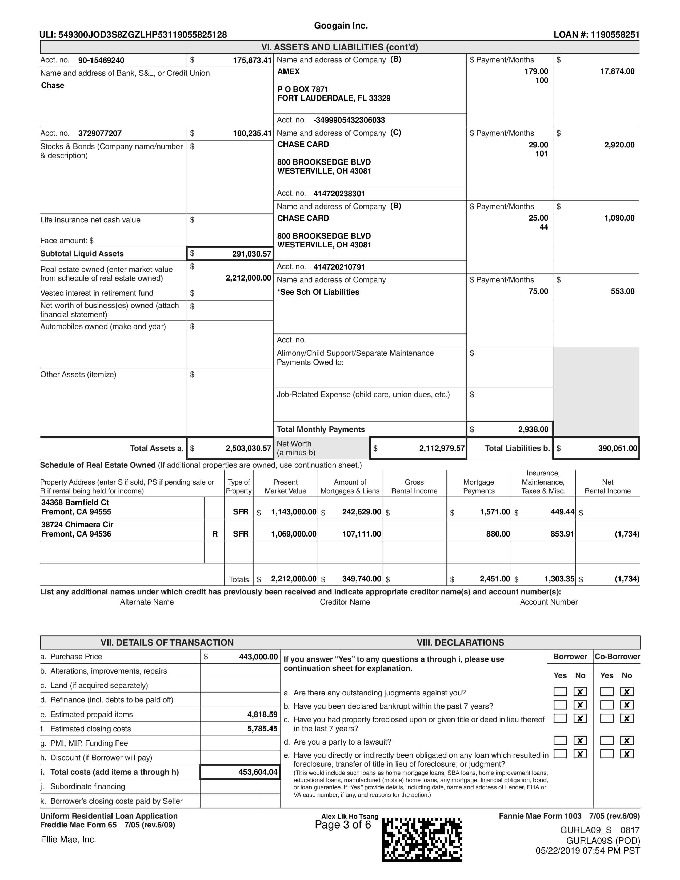 Googain Inc.
ULI: 549300JOD3S8ZGZLHP53119055825128 LOAN #: 1190558251
VI. ASSETS AND LIABILITIES (cont'd)
Acct. no. 90-15469240 $ 175,873.41 Name and address of Company (B) $ Payment/Months $
Name and address of Bank, S&L, or Credit Union AMEX 179.00 17,874.00
Chase 100
P O BOX 7871
FORT LAUDERDALE, FL 33329
Acct. no. -3499905432306033
Acct. no. 3729077207 $ 100,235.41 Name and address of Company (C) $ Payment/Months $
Stocks & Bonds (Company name/number $ CHASE CARD 29.00 2,920.00
& description) 101
800 BROOKSEDGE BLVD
WESTERVILLE, OH 43081
Acct. no. 414720238301
Name and address of Company (B) $ Payment/Months $
Life insurance net cash value $ CHASE CARD 25.00 1,090.00
44
Face amount: $ 800 BROOKSEDGE BLVD
WESTERVILLE, OH 43081
Subtotal Liquid Assets $ 291,030.57
Real estate owned (enter market value $ Acct. no. 414720210791
from schedule of real estate owned) 2,212,000.00 Name and address of Company $ Payment/Months $
Vested interest in retirement fund $ *See Sch Of Liabilities 75.00 553.00
Net worth of business(es) owned (attach $
financial statement)
Automobiles owned (make and year) $
Acct. no.
Alimony/Child Support/Separate Maintenance $
Payments Owed to:
Other Assets (itemize) $
Job-Related Expense (child care, union dues, etc.) $
Total Monthly Payments $ 2,938.00
Total Assets a. $ 2,503,030.57 Net Worth $ 2,112,979.57 Total Liabilities b. $ 390,051.00
(a minus b)
Schedule of Real Estate Owned (If additional properties are owned, use continuation sheet.)
Property Address (enter S if sold, PS if pending sale or R if rental being held for income) Type of Property Present Market Value Amount of Mortgages & Liens Gross Rental Income Mortgage Payments Insurance, Maintenance, Taxes & Misc. Net Rental Income
34368 Bamfield Ct
Fremont, CA 94555 SFR $ 1,143,000.00 $ 242,629.00 $ $ 1,571.00 $ 449.44 $
38724 Chimaera Cir
Fremont, CA 94536 R SFR 1,069,000.00 107,111.00 880.00 853.91 (1,734)
Totals $ 2,212,000.00 $ 349,740.00 $ $ 2,451.00 $ 1,303.35 $ (1,734)
List any additional names under which credit has previously been received and indicate appropriate creditor name(s) and account number(s):
Alternate Name Creditor Name Account Number
VII. DETAILS OF TRANSACTION VIII. DECLARATIONS
a. Purchase Price $ 443,000.00
b. Alterations, improvements, repairs
c. Land (if acquired separately)
d. Refinance (incl. debts to be paid off)
e. Estimated prepaid items 4,818.59
f. Estimated closing costs 5,785.45
g. PMI, MIP, Funding Fee
h. Discount (if Borrower will pay)
i. Total costs (add items a through h) 453,604.04
j. Subordinate financing
k. Borrower's closing costs paid by Seller
If you answer "Yes" to any questions a through i, please use Borrower Co-Borrower
continuation sheet for explanation. Yes No Yes No
a. Are there any outstanding judgments against you? X X
b. Have you been declared bankrupt within the past 7 years? X X
c. Have you had property foreclosed upon or given title or deed in lieu thereof X X
in the last 7 years?
d. Are you a party to a lawsuit? X X
e. Have you directly or indirectly been obligated on any loan which resulted in X X
foreclosure, transfer of title in lieu of foreclosure, or judgment?
(This would include such loans as home mortgage loans, SBA loans, home improvement loans,
educational loans, manufactured (mobile) home loans, any mortgage, financial obligation, bond,
or loan guarantee. If "Yes" provide details, including date, name and address of Lender, FHA or
VA case number, if any, and reasons for the action.)
Uniform Residential Loan Application Alex Lik Ho Tsang Fannie Mae Form 1003 7/05 (rev.6/09)
Freddie Mac Form 65 7/05 (rev.6/09) Page 3 of 6
GURLA09_S 0817
Ellie Mae, Inc. GURLA09S (POD)
05/22/2019 07:54 PM PST